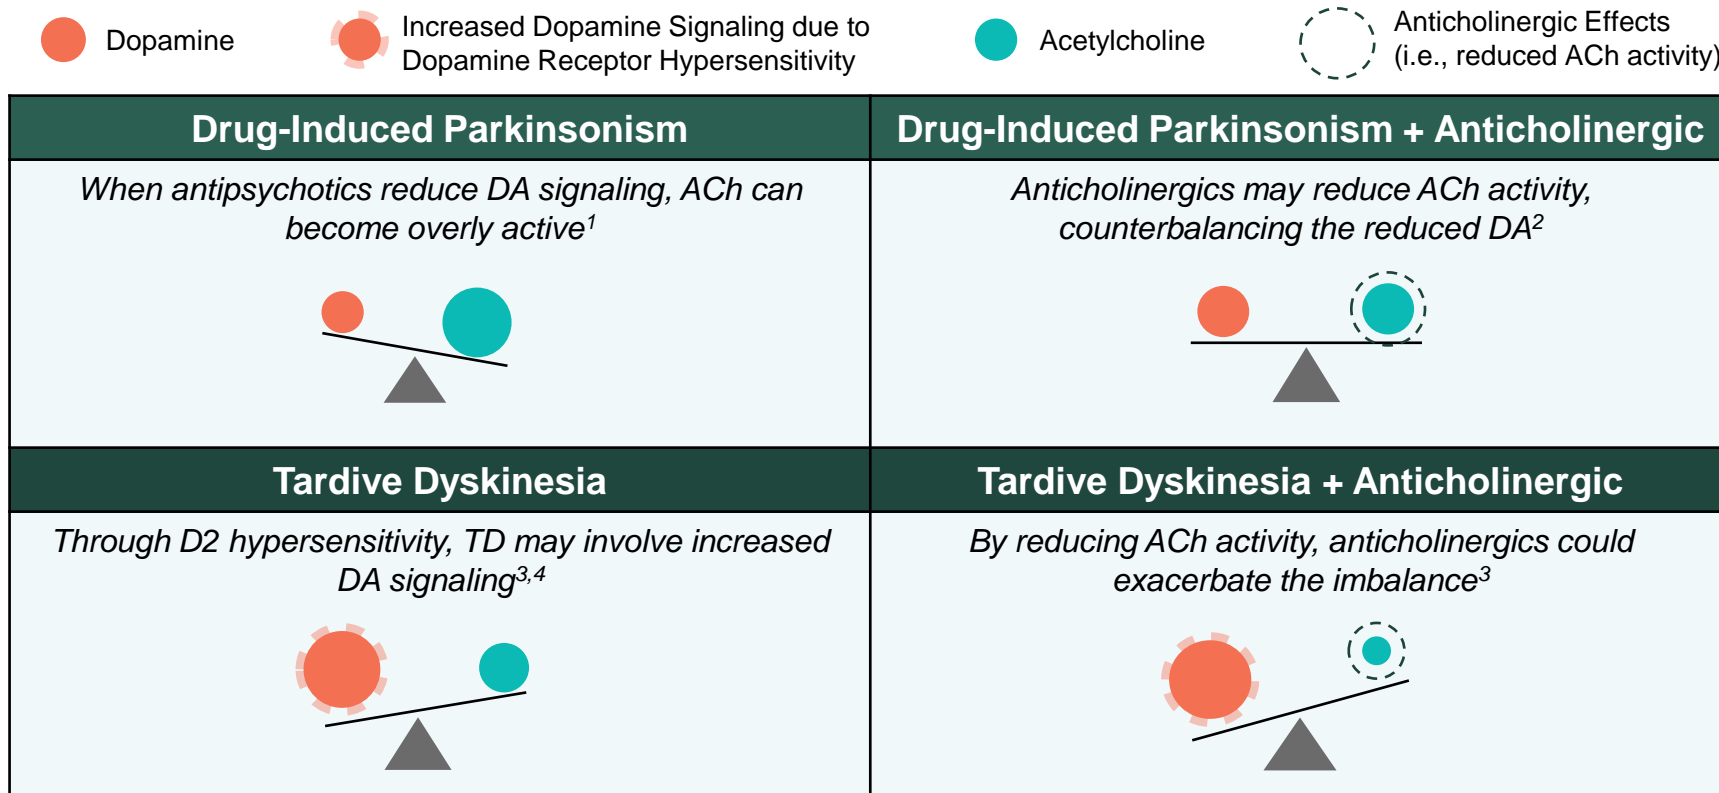 Dopamine
Increased Dopamine Signaling due to
Dopamine Receptor Hypersensitivity
Acetylcholine
Anticholinergic Effects
(i.e., reduced ACh activity)
Drug-Induced Parkinsonism
Drug-Induced Parkinsonism + Anticholinergic
When antipsychotics reduce DA signaling, ACh can
become overly active1
Anticholinergics may reduce ACh activity,
counterbalancing the reduced DA2
Tardive Dyskinesia
Tardive Dyskinesia + Anticholinergic
Through D2 hypersensitivity, TD may involve increased
DA signaling3,4
By reducing ACh activity, anticholinergics could
exacerbate the imbalance3